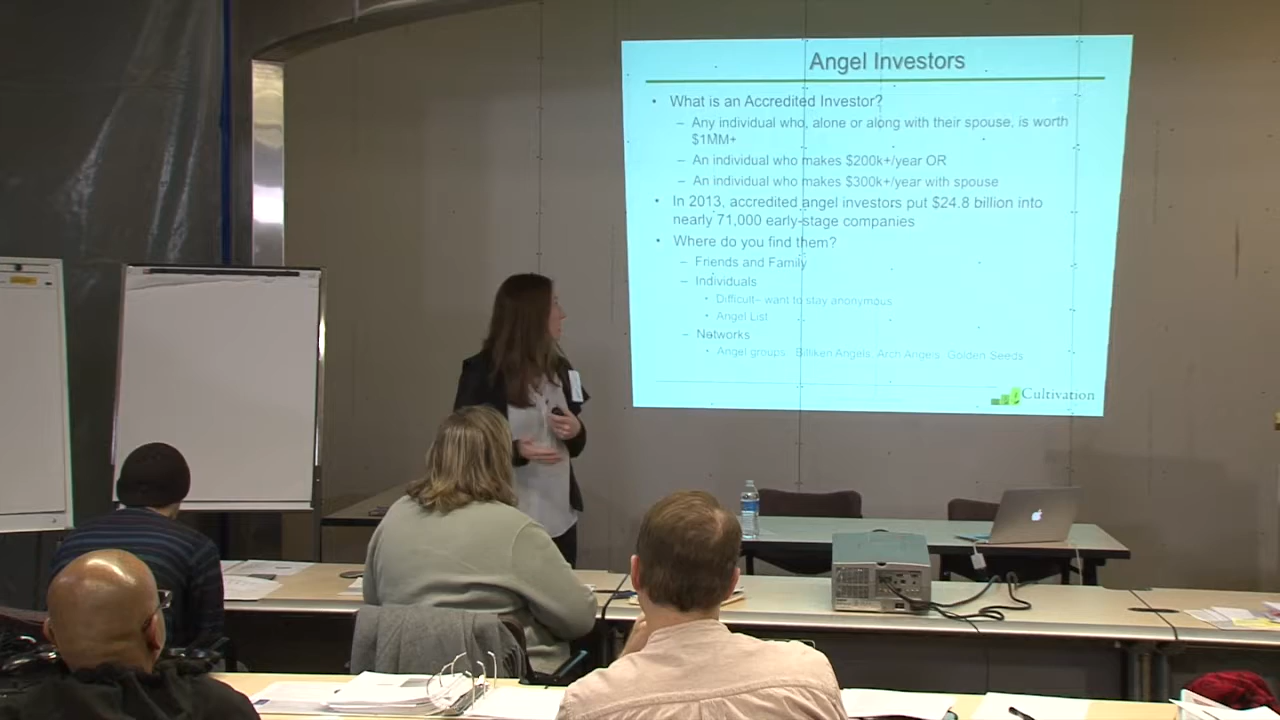 Angel Investors
• What is an Accredited Investor?
– Any individual who, alone or along with their spouse, is worth
$1MM+
– An individual who makes $200k+/year OR
– An individual who makes $300k+/year with spouse
• In 2013, accredited angel investors put $24.8 billion into
nearly 71,000 early-stage companies
• Where do you find them?
– Friends and Family
– Individuals
• Difficult– want to stay anonymous
• Angel List
– Networks
• Angel groups: Billiken Angels, Arch Angels, Golden Seeds
iCultivation